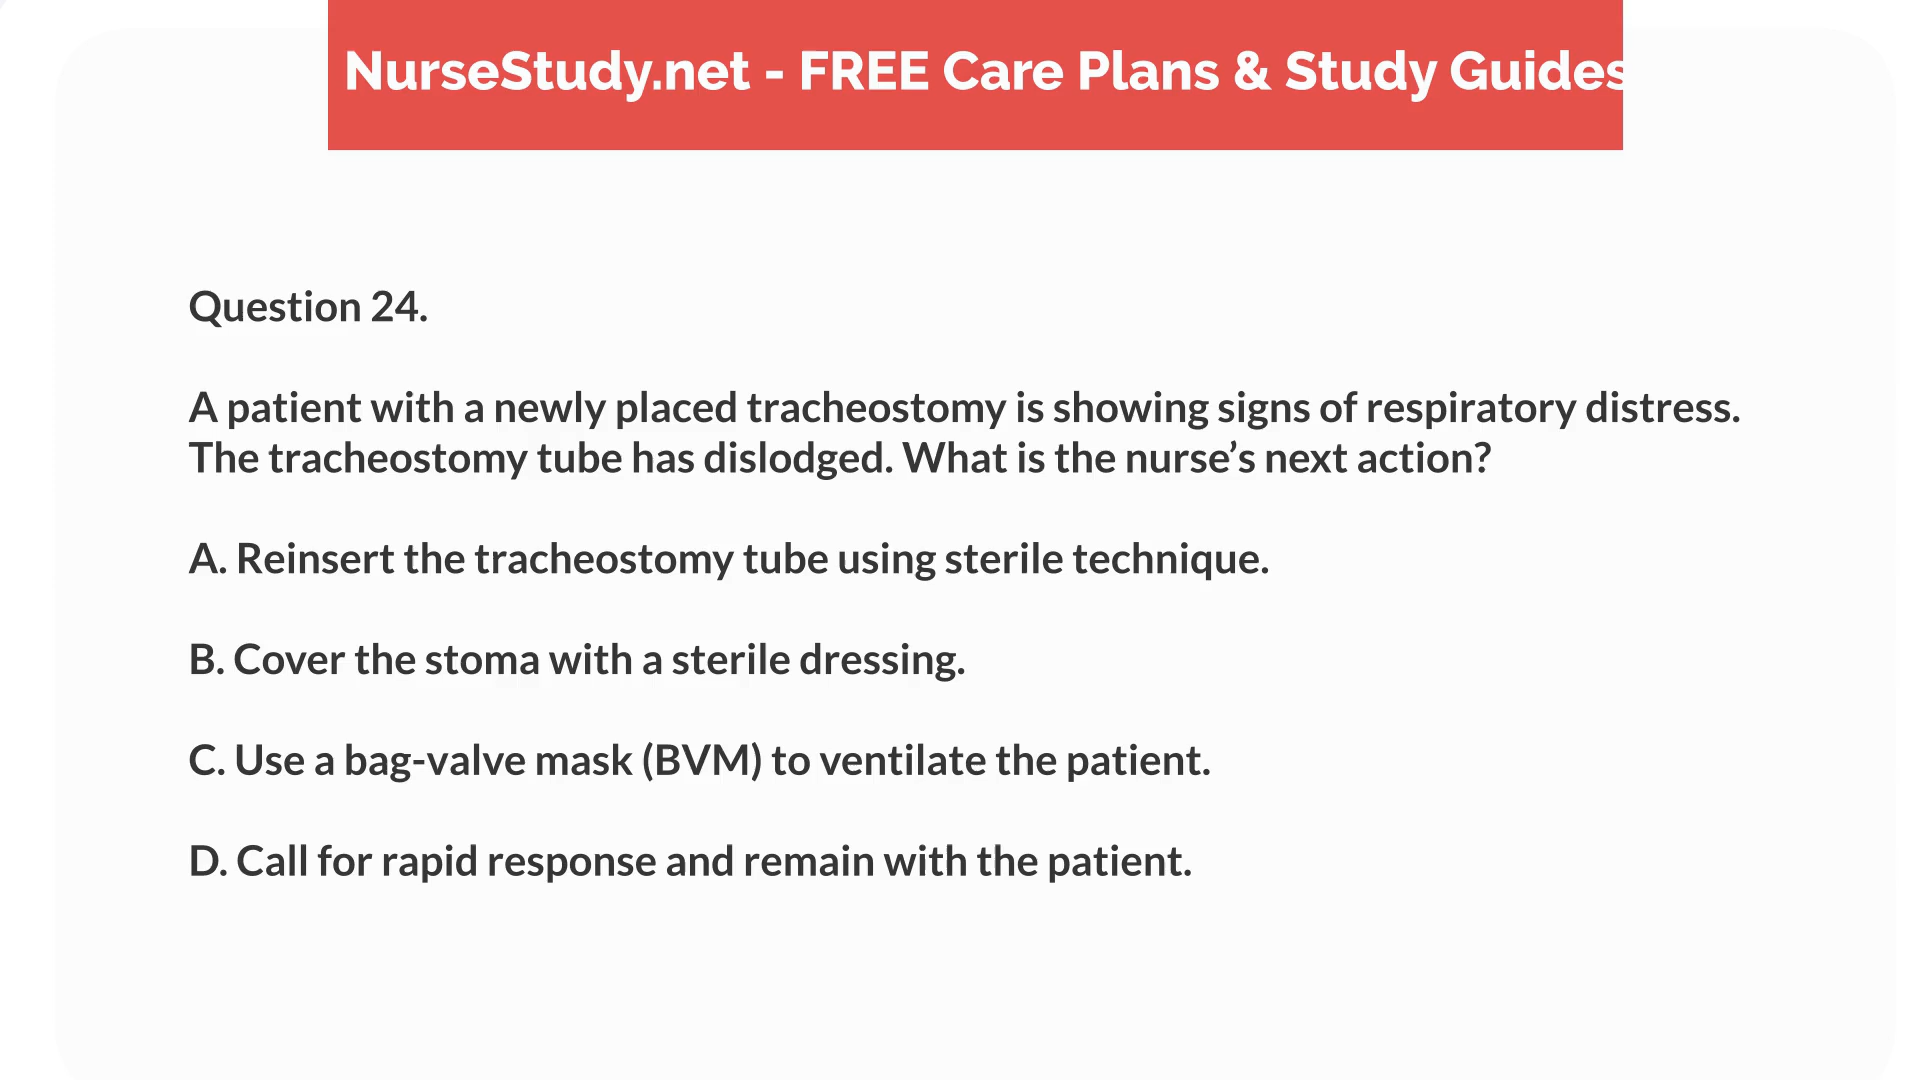 NurseStudy.net - FREE Care Plans & Study Guides
Question 24.
A patient with a newly placed tracheostomy is showing signs of respiratory distress.
The tracheostomy tube has dislodged. What is the nurse’s next action?
A. Reinsert the tracheostomy tube using sterile technique.
B. Cover the stoma with a sterile dressing.
C. Use a bag-valve mask (BVM) to ventilate the patient.
D. Call for rapid response and remain with the patient.